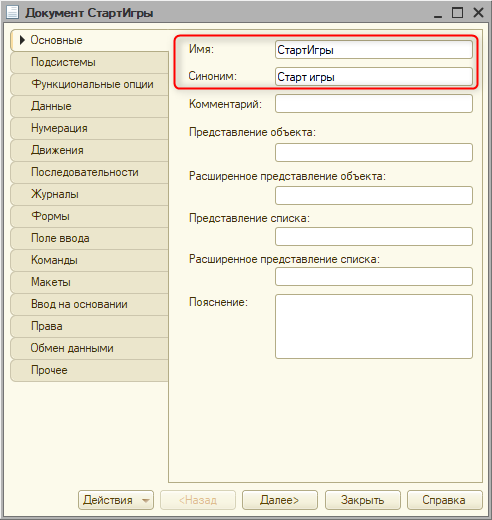 Документ СтартИгры
Основные
Подсистемы
Функциональные опции
Данные
Нумерация
Движения
Последовательности
Журналы
Формы
Поле ввода
Команды
Макеты
Ввод на основании
Права
Обмен данными
Прочее
Имя: СтартИгры
Синоним: Старт игры
Комментарий:
Представление объекта:
Расширенное представление объекта:
Представление списка:
Расширенное представление списка:
Пояснение:
Действия <Назад Далее> Закрыть Справка